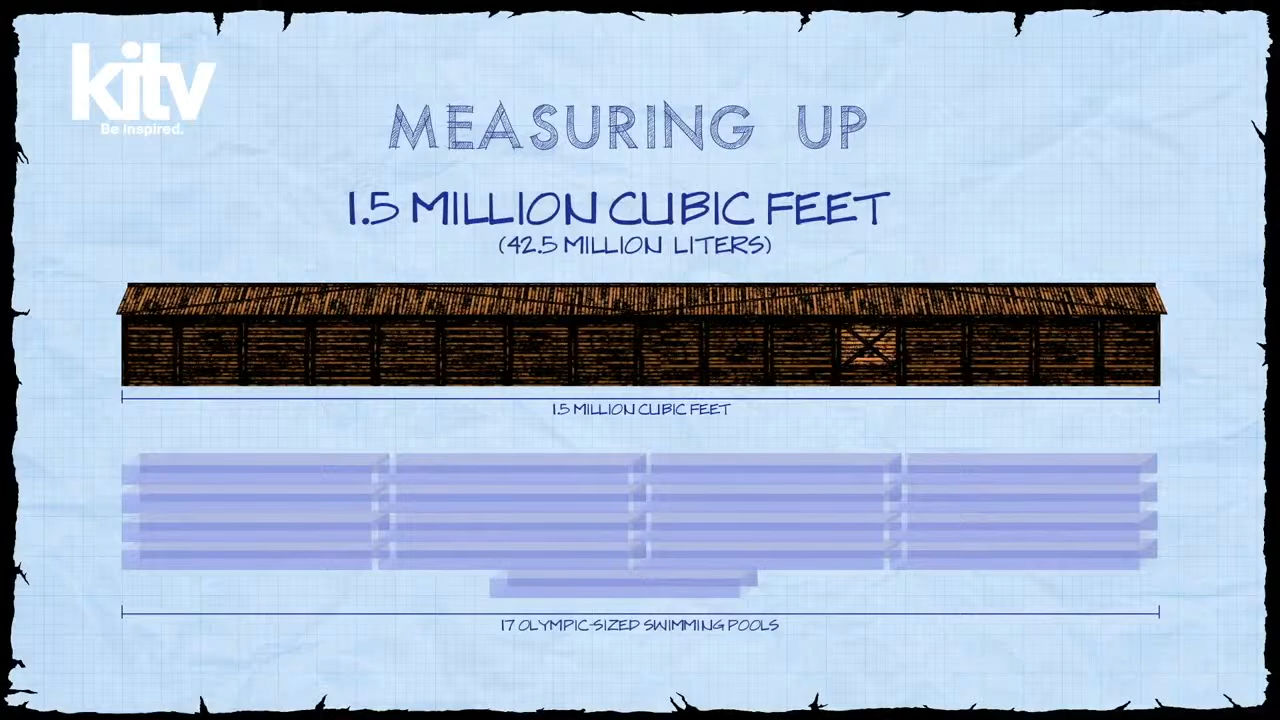 kitv
Be Inspired.
MEASURING UP
1.5 MILLION CUBIC FEET
(42.5 MILLION LITERS)
1.5 MILLION CUBIC FEET
17 OLYMPIC-SIZED SWIMMING POOLS